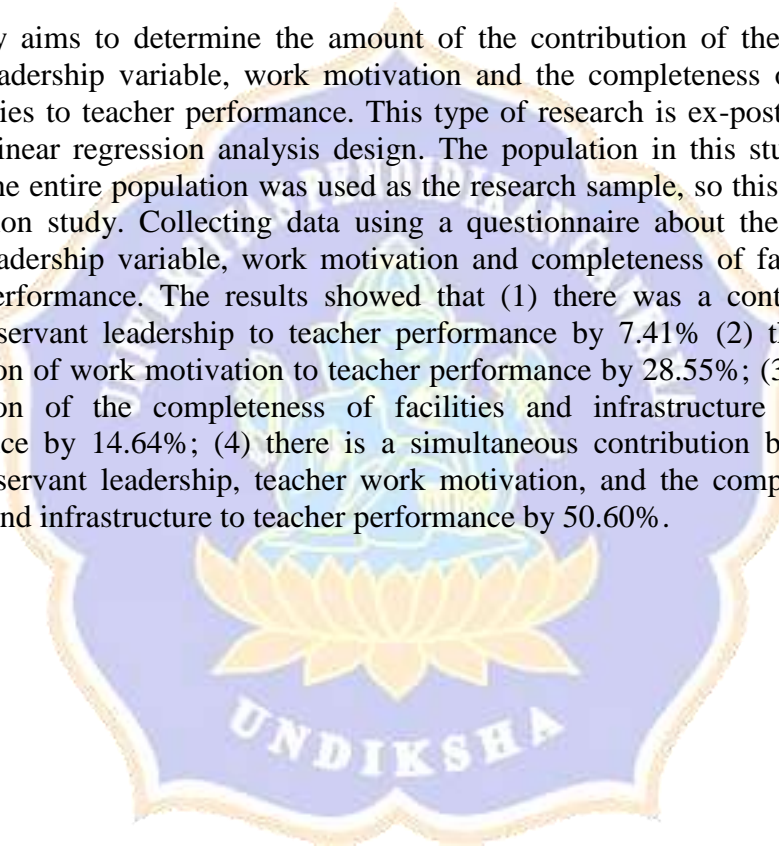 y aims to determine the amount of the contribution of the
adership variable, work motivation and the completeness o
ies to teacher performance. This type of research is ex-post
inear regression analysis design. The population in this stu
ne entire population was used as the research sample, so this
on study. Collecting data using a questionnaire about the
adership variable, work motivation and completeness of fa
erformance. The results showed that (1) there was a cont
servant leadership to teacher performance by 7.41% (2) th
on of work motivation to teacher performance by 28.55%; (3
on of the completeness of facilities and infrastructure
ce by 14.64%; (4) there is a simultaneous contribution b
servant leadership, teacher work motivation, and the comp
nd infrastructure to teacher performance by 50.60%.
UNIVERSITAS PENDIDIKAN GANESHA
UNDIKSHA